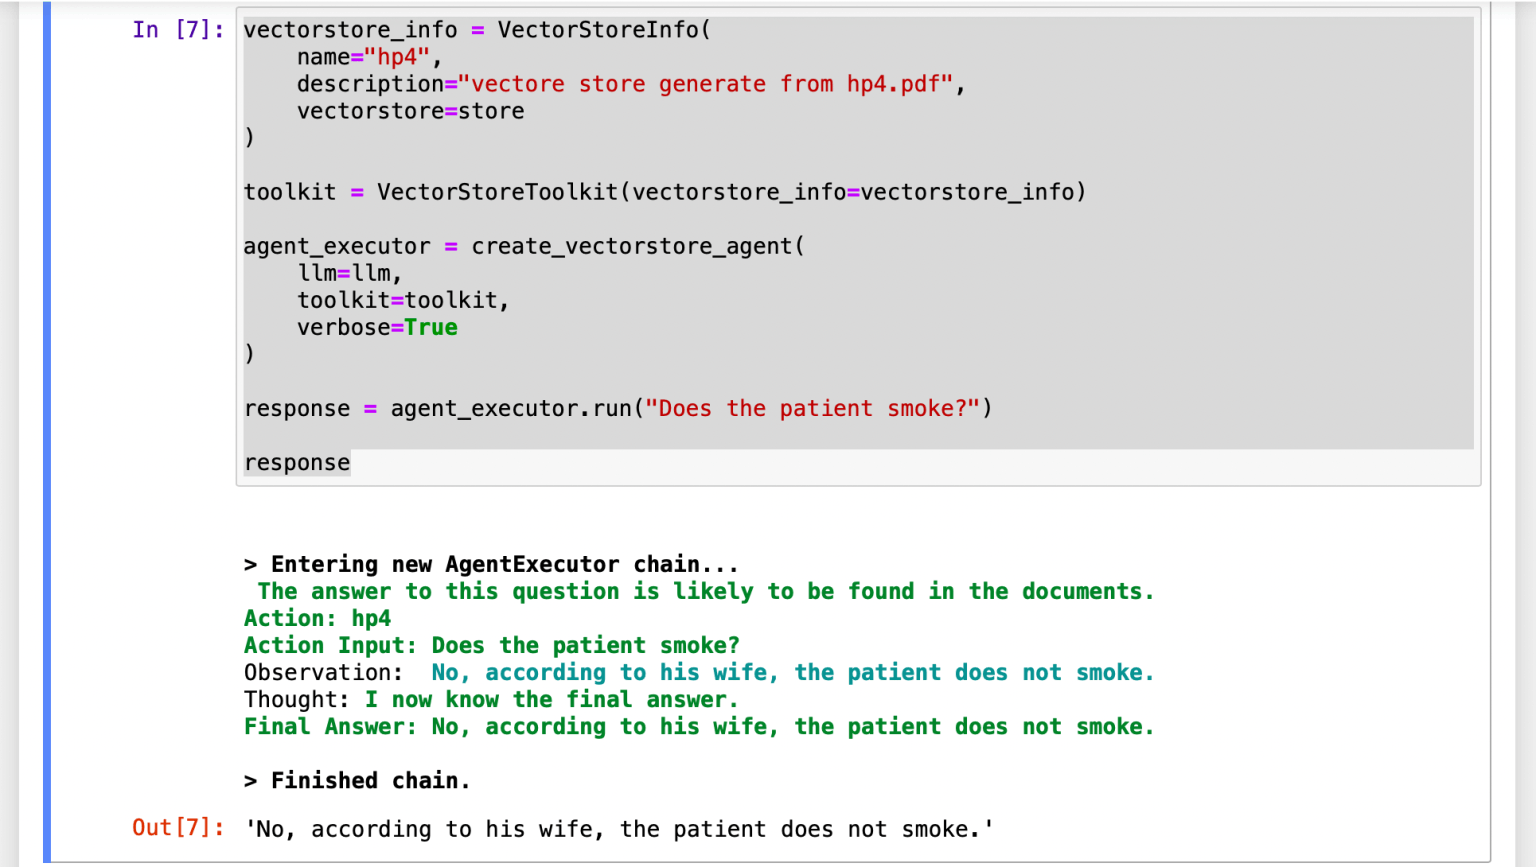 In [7]: vectorstore_info = VectorStoreInfo(
    name="hp4",
    description="vectore store generate from hp4.pdf",
    vectorstore=store
)
toolkit = VectorStoreToolkit(vectorstore_info=vectorstore_info)
agent_executor = create_vectorstore_agent(
    llm=llm,
    toolkit=toolkit,
    verbose=True
)
response = agent_executor.run("Does the patient smoke?")
response
> Entering new AgentExecutor chain...
 The answer to this question is likely to be found in the documents.
Action: hp4
Action Input: Does the patient smoke?
Observation:  No, according to his wife, the patient does not smoke.
Thought: I now know the final answer.
Final Answer: No, according to his wife, the patient does not smoke.
> Finished chain.
Out[7]: 'No, according to his wife, the patient does not smoke.'